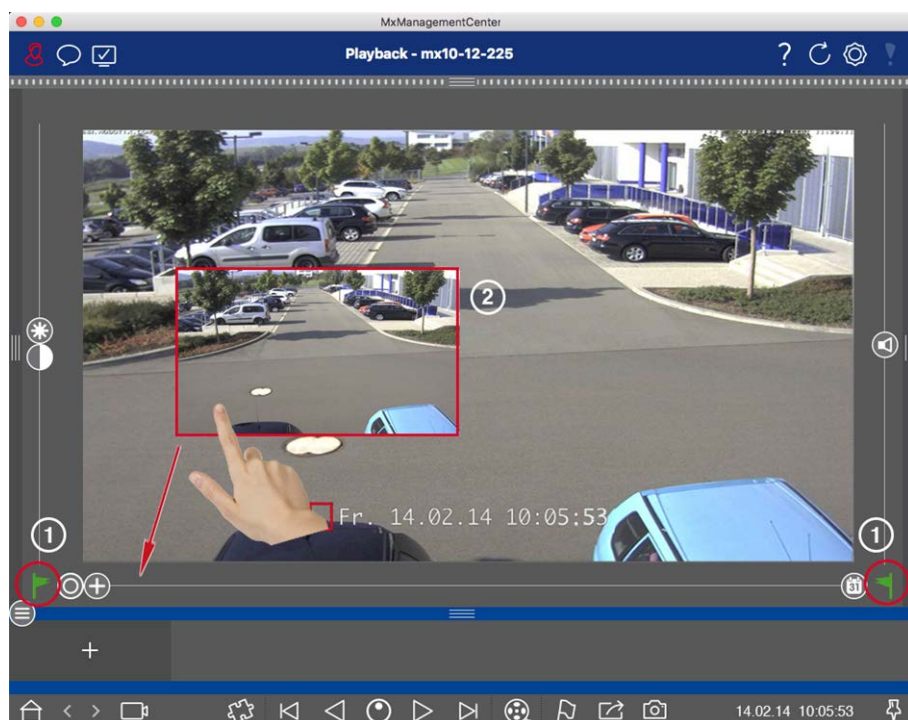 MxManagementCenter
Playback - mx10-12-225
?
2
Fr. 14.02.14 10:05:53
1
1
31
+
14.02.14 10:05:53